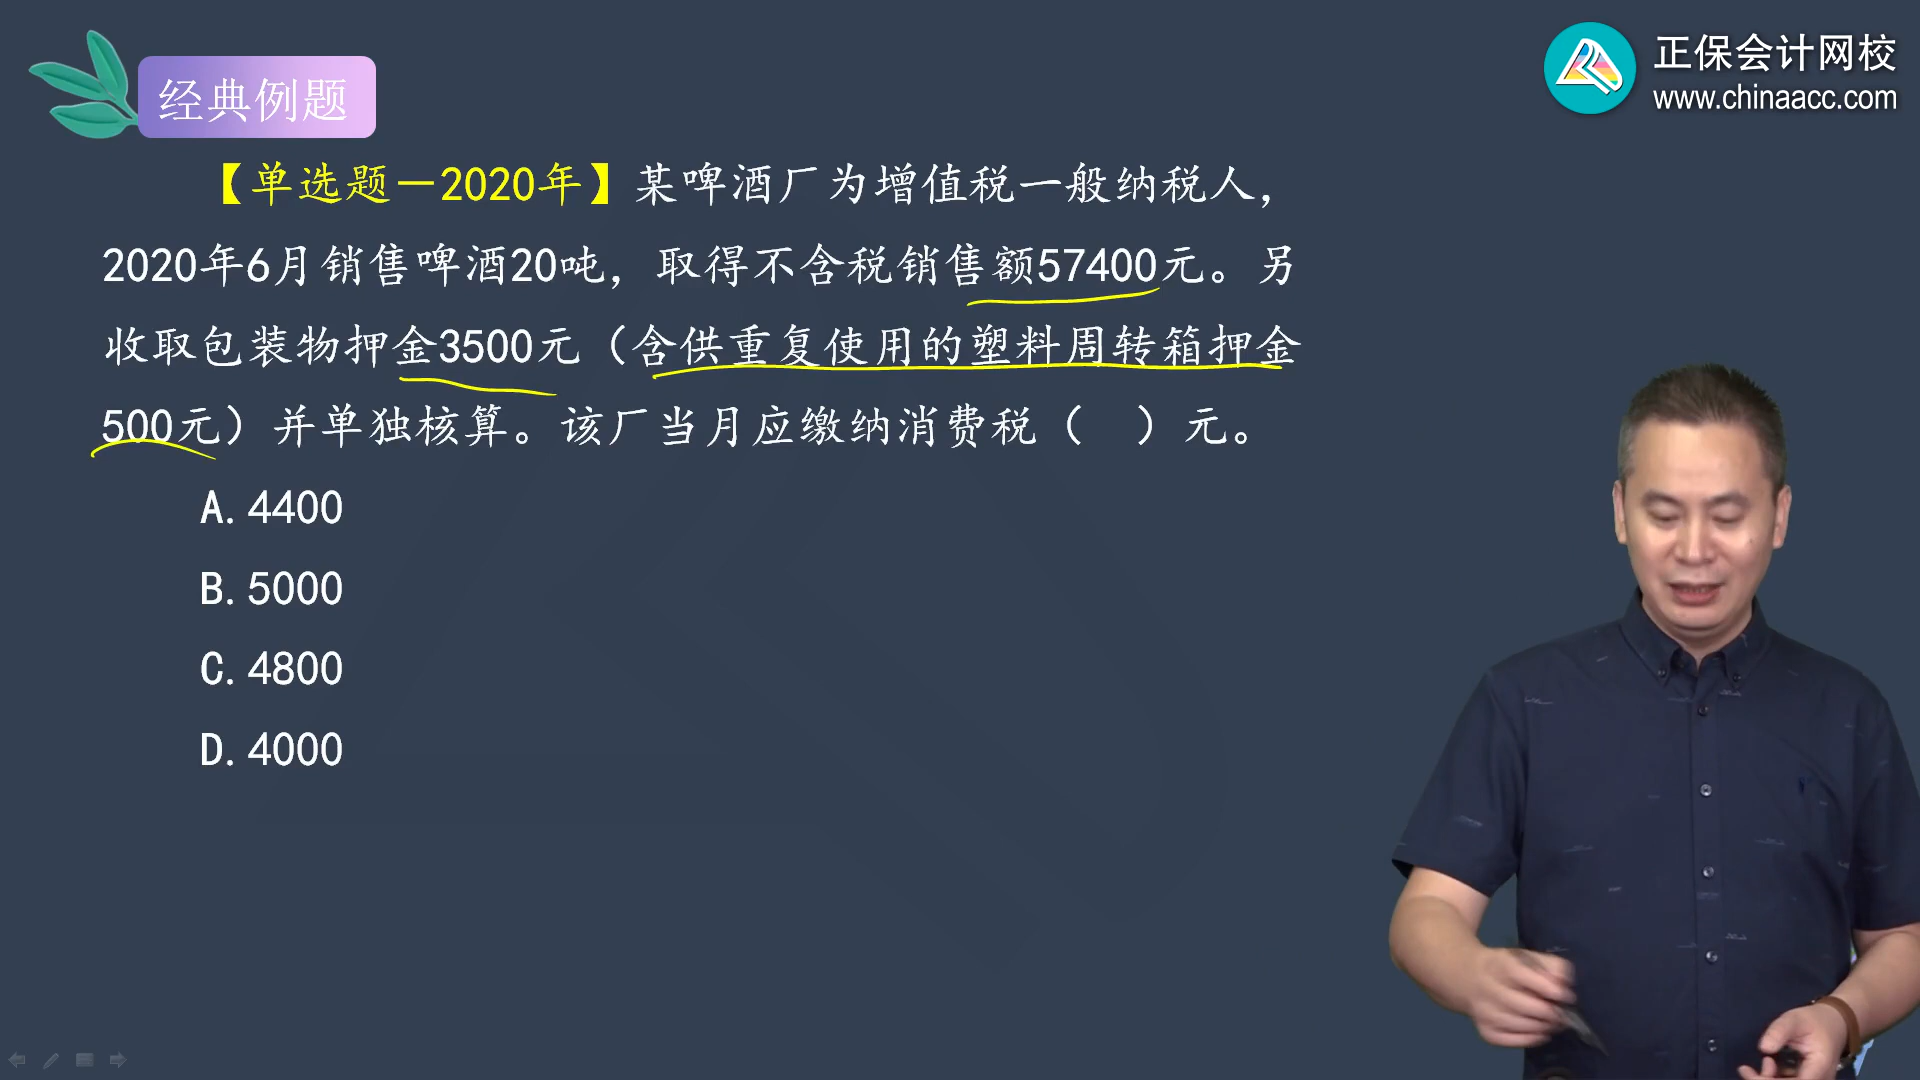 经典例题
正保会计网校
www.chinaacc.com
【单选题－2020年】某啤酒厂为增值税一般纳税人，
2020年6月销售啤酒20吨，取得不含税销售额57400元。另
收取包装物押金3500元（含供重复使用的塑料周转箱押金
500元）并单独核算。该厂当月应缴纳消费税（ ）元。
A. 4400
B. 5000
C. 4800
D. 4000